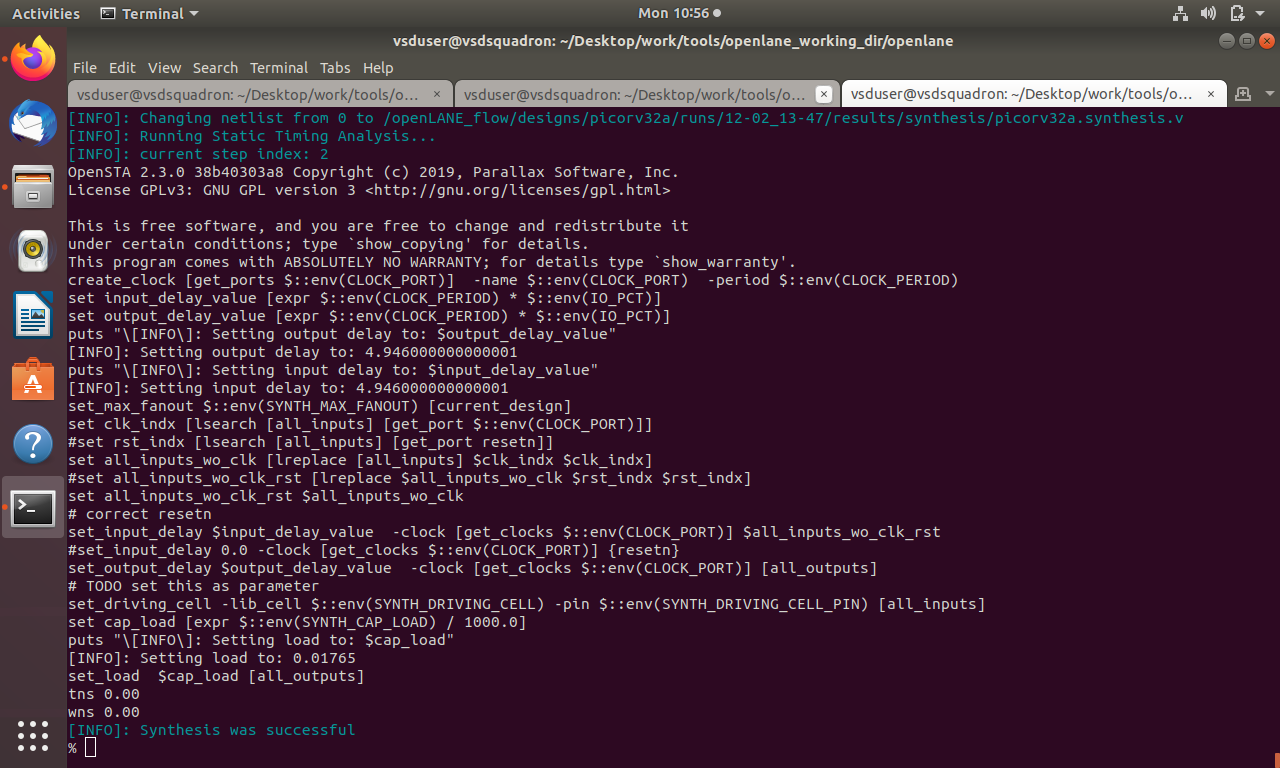 Activities
Terminal
Mon 10:56
vsduser@vsdsquadron: ~/Desktop/work/tools/openlane_working_dir/openlane
File Edit View Search Terminal Tabs Help
vsduser@vsdsquadron: ~/Desktop/work/tools/o... × vsduser@vsdsquadron: ~/Desktop/work/tools/o... × vsduser@vsdsquadron: ~/Desktop/work/tools/o... ×
[INFO]: Changing netlist from 0 to /openLANE_flow/designs/picorv32a/runs/12-02_13-47/results/synthesis/picorv32a.synthesis.v
[INFO]: Running Static Timing Analysis...
[INFO]: current step index: 2
OpenSTA 2.3.0 38b40303a8 Copyright (c) 2019, Parallax Software, Inc.
License GPLv3: GNU GPL version 3 <http://gnu.org/licenses/gpl.html>

This is free software, and you are free to change and redistribute it
under certain conditions; type `show_copying' for details.
This program comes with ABSOLUTELY NO WARRANTY; for details type `show_warranty'.
create_clock [get_ports $::env(CLOCK_PORT)]  -name $::env(CLOCK_PORT)  -period $::env(CLOCK_PERIOD)
set input_delay_value [expr $::env(CLOCK_PERIOD) * $::env(IO_PCT)]
set output_delay_value [expr $::env(CLOCK_PERIOD) * $::env(IO_PCT)]
puts "\[INFO\]: Setting output delay to: $output_delay_value"
[INFO]: Setting output delay to: 4.946000000000001
puts "\[INFO\]: Setting input delay to: $input_delay_value"
[INFO]: Setting input delay to: 4.946000000000001
set_max_fanout $::env(SYNTH_MAX_FANOUT) [current_design]
set clk_indx [lsearch [all_inputs] [get_port $::env(CLOCK_PORT)]]
#set rst_indx [lsearch [all_inputs] [get_port resetn]]
set all_inputs_wo_clk [lreplace [all_inputs] $clk_indx $clk_indx]
#set all_inputs_wo_clk_rst [lreplace $all_inputs_wo_clk $rst_indx $rst_indx]
set all_inputs_wo_clk_rst $all_inputs_wo_clk
# correct resetn
set_input_delay $input_delay_value  -clock [get_clocks $::env(CLOCK_PORT)] $all_inputs_wo_clk_rst
#set_input_delay 0.0 -clock [get_clocks $::env(CLOCK_PORT)] {resetn}
set_output_delay $output_delay_value  -clock [get_clocks $::env(CLOCK_PORT)] [all_outputs]
# TODO set this as parameter
set_driving_cell -lib_cell $::env(SYNTH_DRIVING_CELL) -pin $::env(SYNTH_DRIVING_CELL_PIN) [all_inputs]
set cap_load [expr $::env(SYNTH_CAP_LOAD) / 1000.0]
puts "\[INFO\]: Setting load to: $cap_load"
[INFO]: Setting load to: 0.01765
set_load  $cap_load [all_outputs]
tns 0.00
wns 0.00
[INFO]: Synthesis was successful
%